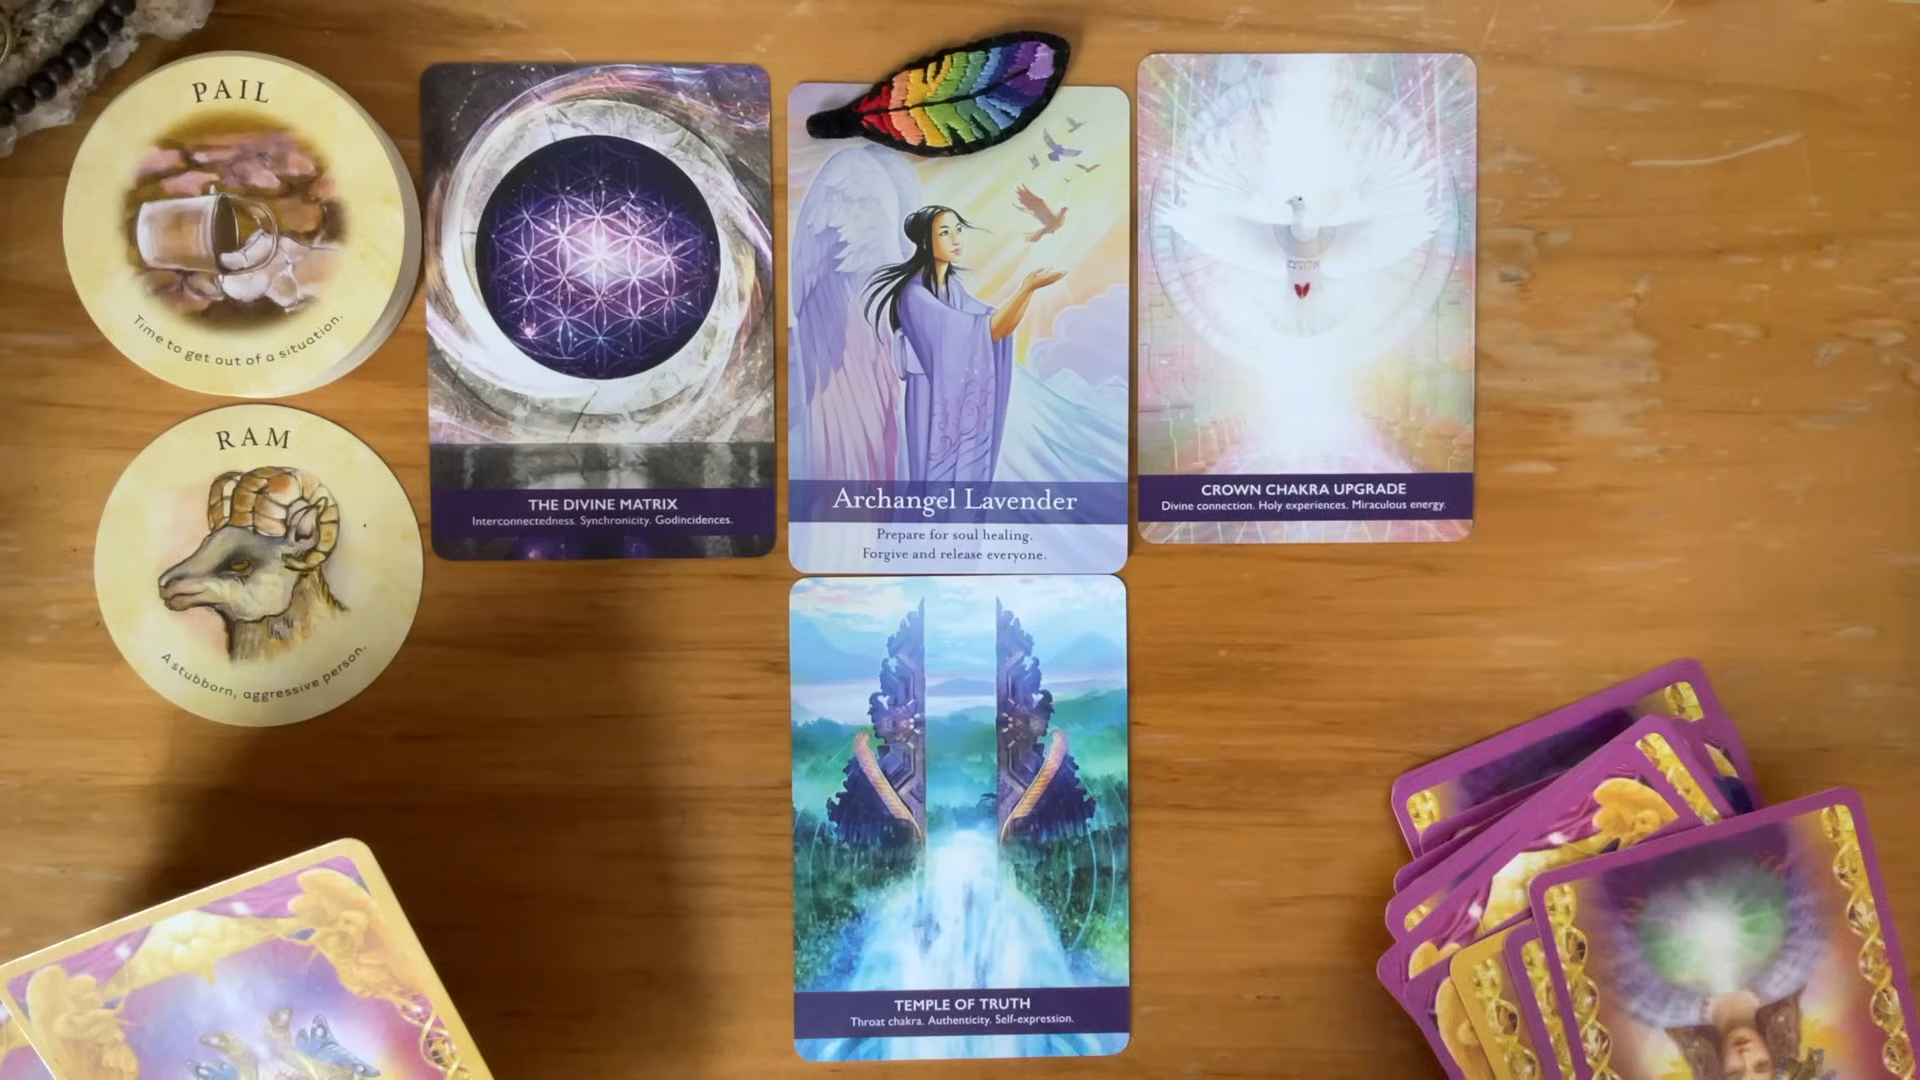 PAIL
Time to get out of a situation.
RAM
A stubborn, aggressive person.
THE DIVINE MATRIX
Interconnectedness. Synchronicity. Godincidences.
Archangel Lavender
Prepare for soul healing.
Forgive and release everyone.
CROWN CHAKRA UPGRADE
Divine connection. Holy experiences. Miraculous energy.
TEMPLE OF TRUTH
Throat chakra. Authenticity. Self-expression.